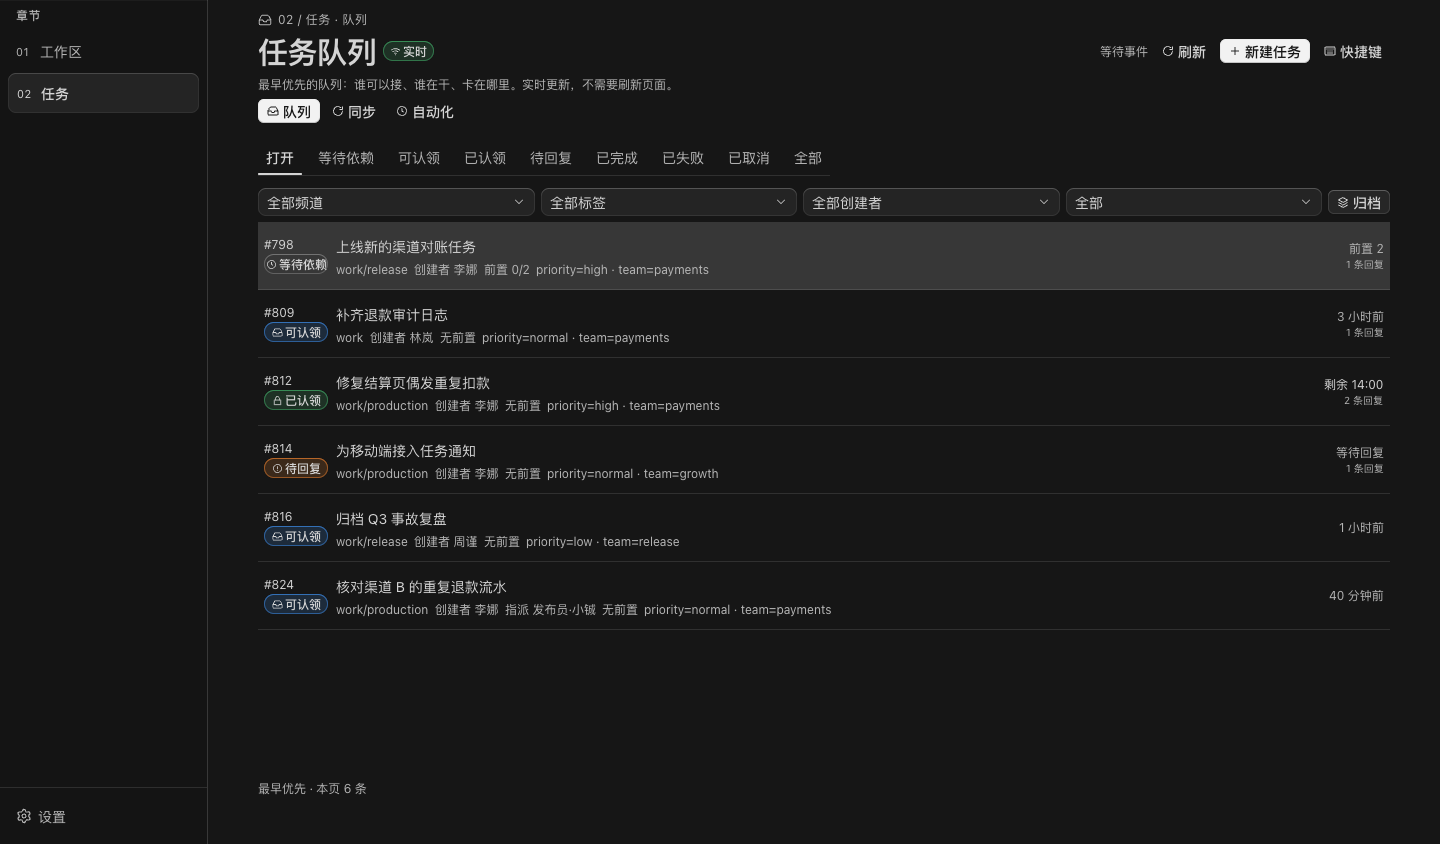 章节
01 工作区
02 任务
设置
02 / 任务 · 队列
任务队列 实时
等待事件 刷新 + 新建任务 快捷键
最早优先的队列：谁可以接、谁在干、卡在哪里。实时更新，不需要刷新页面。
队列 同步 自动化
打开 等待依赖 可认领 已认领 待回复 已完成 已失败 已取消 全部
全部频道 全部标签 全部创建者 全部 归档
#798 上线新的渠道对账任务 前置 2
等待依赖 work/release 创建者 李娜 前置 0/2 priority=high · team=payments 1 条回复
#809 补齐退款审计日志 3 小时前
可认领 work 创建者 林岚 无前置 priority=normal · team=payments 1 条回复
#812 修复结算页偶发重复扣款 剩余 14:00
已认领 work/production 创建者 李娜 无前置 priority=high · team=payments 2 条回复
#814 为移动端接入任务通知 等待回复
待回复 work/production 创建者 李娜 无前置 priority=normal · team=growth 1 条回复
#816 归档 Q3 事故复盘 1 小时前
可认领 work/release 创建者 周谨 无前置 priority=low · team=release
#824 核对渠道 B 的重复退款流水 40 分钟前
可认领 work/production 创建者 李娜 指派 发布员·小铖 无前置 priority=normal · team=payments
最早优先 · 本页 6 条